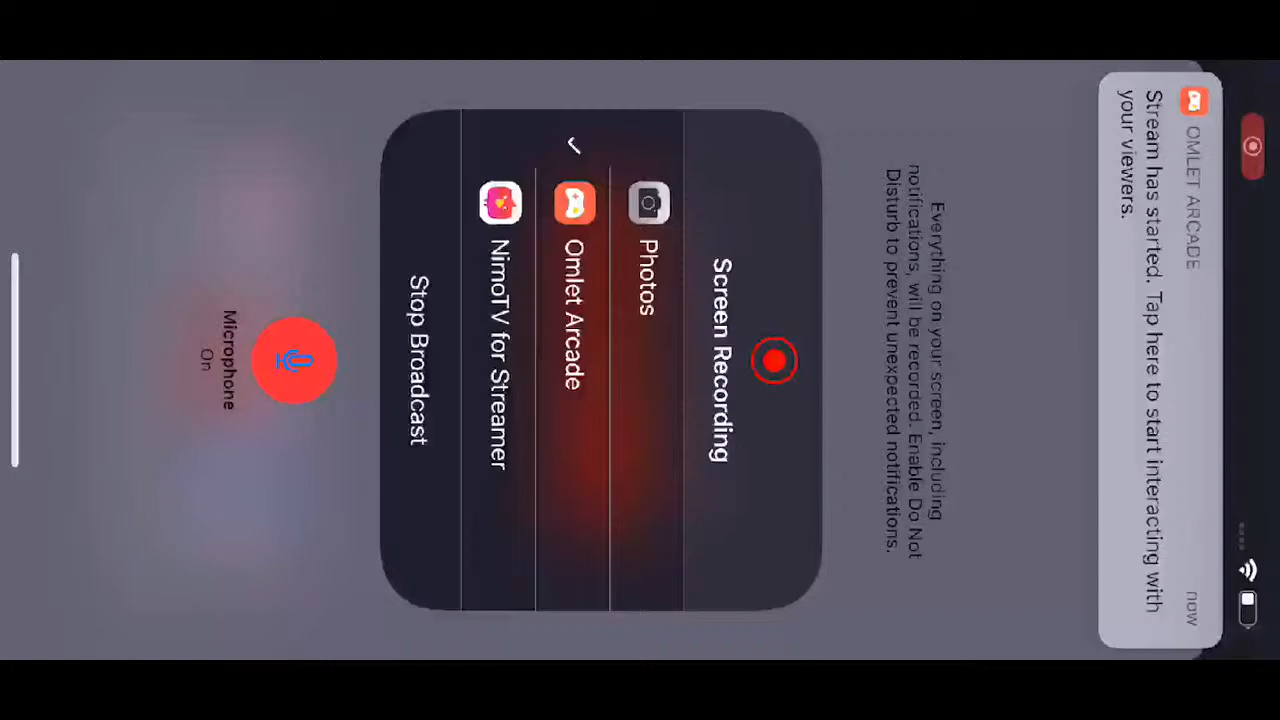 OMLET ARCADE
now
Stream has started. Tap here to start interacting with
your viewers.
Everything on your screen, including
notifications, will be recorded. Enable Do Not
Disturb to prevent unexpected notifications.
Screen Recording
Photos
Omlet Arcade
NimoTV for Streamer
Stop Broadcast
Microphone
On